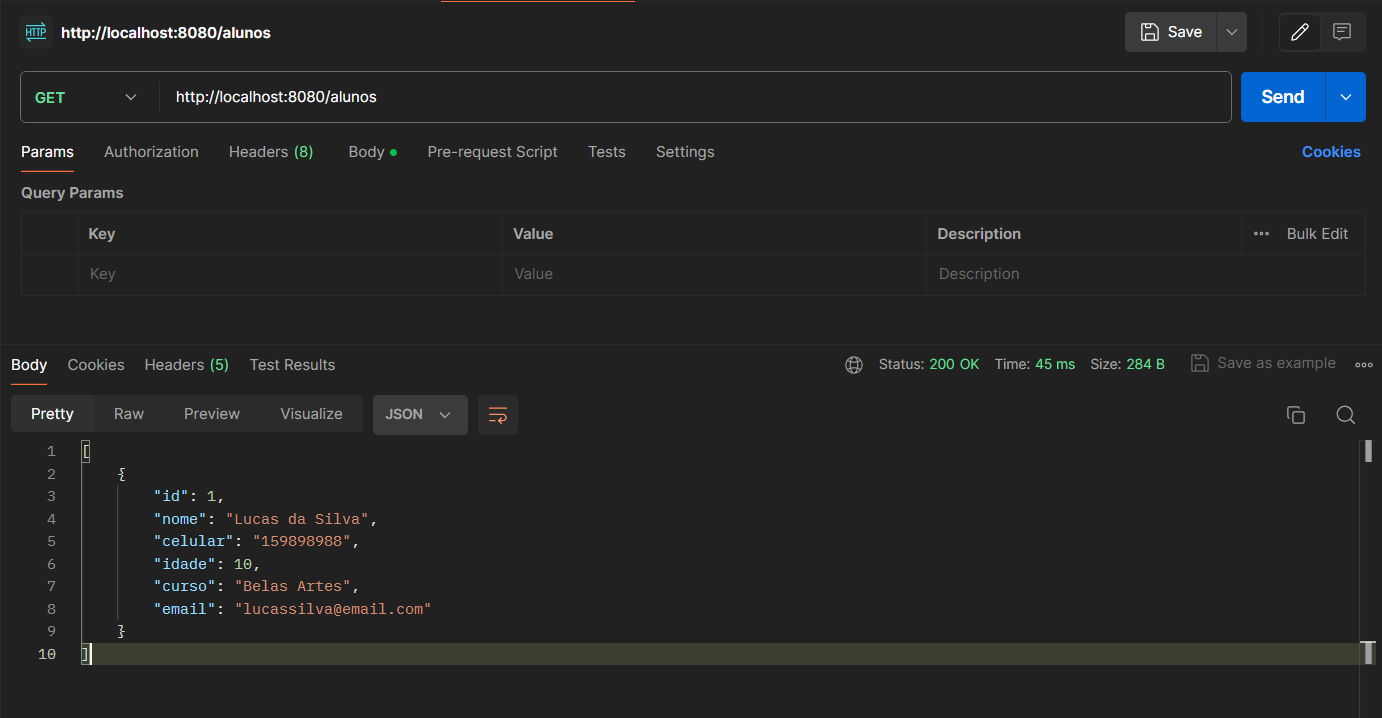 HTTP http://localhost:8080/alunos Save
GET http://localhost:8080/alunos Send
Params Authorization Headers (8) Body Pre-request Script Tests Settings Cookies
Query Params
Key Value Description Bulk Edit
Key Value Description
Body Cookies Headers (5) Test Results Status: 200 OK Time: 45 ms Size: 284 B Save as example
Pretty Raw Preview Visualize JSON
1 [
2 {
3 "id": 1,
4 "nome": "Lucas da Silva",
5 "celular": "159898988",
6 "idade": 10,
7 "curso": "Belas Artes",
8 "email": "lucassilva@email.com"
9 }
10 ]